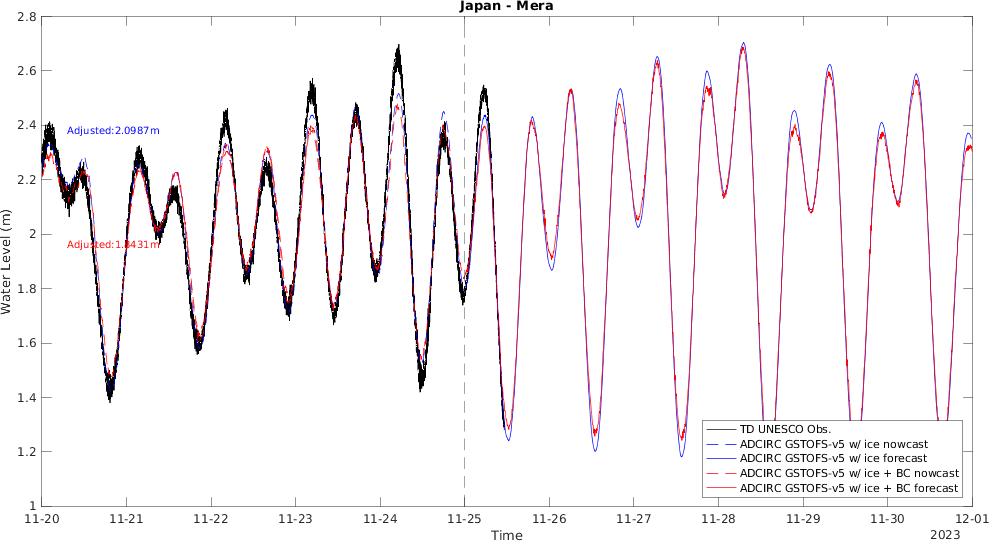 Japan - Mera
2.8
2.6
2.4
2.2
2
1.8
1.6
1.4
1.2
1
Water Level (m)
Adjusted:2.0987m
Adjusted:1.8431m
TD UNESCO Obs.
ADCIRC GSTOFS-v5 w/ ice nowcast
ADCIRC GSTOFS-v5 w/ ice forecast
ADCIRC GSTOFS-v5 w/ ice + BC nowcast
ADCIRC GSTOFS-v5 w/ ice + BC forecast
11-20 11-21 11-22 11-23 11-24 11-25 11-26 11-27 11-28 11-29 11-30 12-01
Time
2023